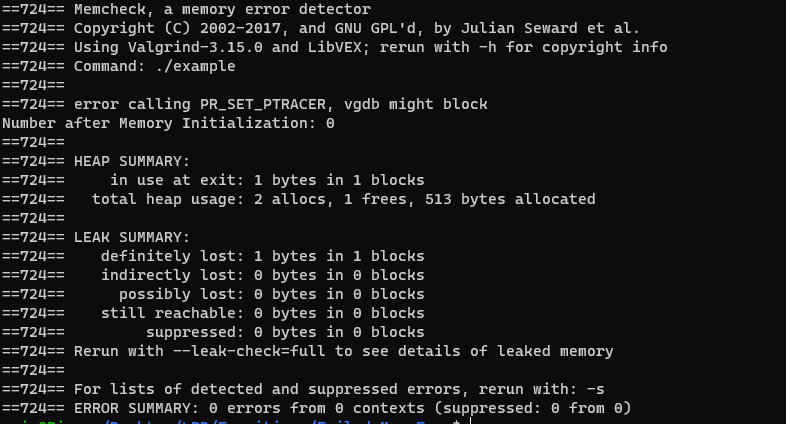 ==724== Memcheck, a memory error detector
==724== Copyright (C) 2002-2017, and GNU GPL'd, by Julian Seward et al.
==724== Using Valgrind-3.15.0 and LibVEX; rerun with -h for copyright info
==724== Command: ./example
==724==
==724== error calling PR_SET_PTRACER, vgdb might block
Number after Memory Initialization: 0
==724==
==724== HEAP SUMMARY:
==724==     in use at exit: 1 bytes in 1 blocks
==724==   total heap usage: 2 allocs, 1 frees, 513 bytes allocated
==724==
==724== LEAK SUMMARY:
==724==    definitely lost: 1 bytes in 1 blocks
==724==    indirectly lost: 0 bytes in 0 blocks
==724==      possibly lost: 0 bytes in 0 blocks
==724==    still reachable: 0 bytes in 0 blocks
==724==         suppressed: 0 bytes in 0 blocks
==724== Rerun with --leak-check=full to see details of leaked memory
==724==
==724== For lists of detected and suppressed errors, rerun with: -s
==724== ERROR SUMMARY: 0 errors from 0 contexts (suppressed: 0 from 0)